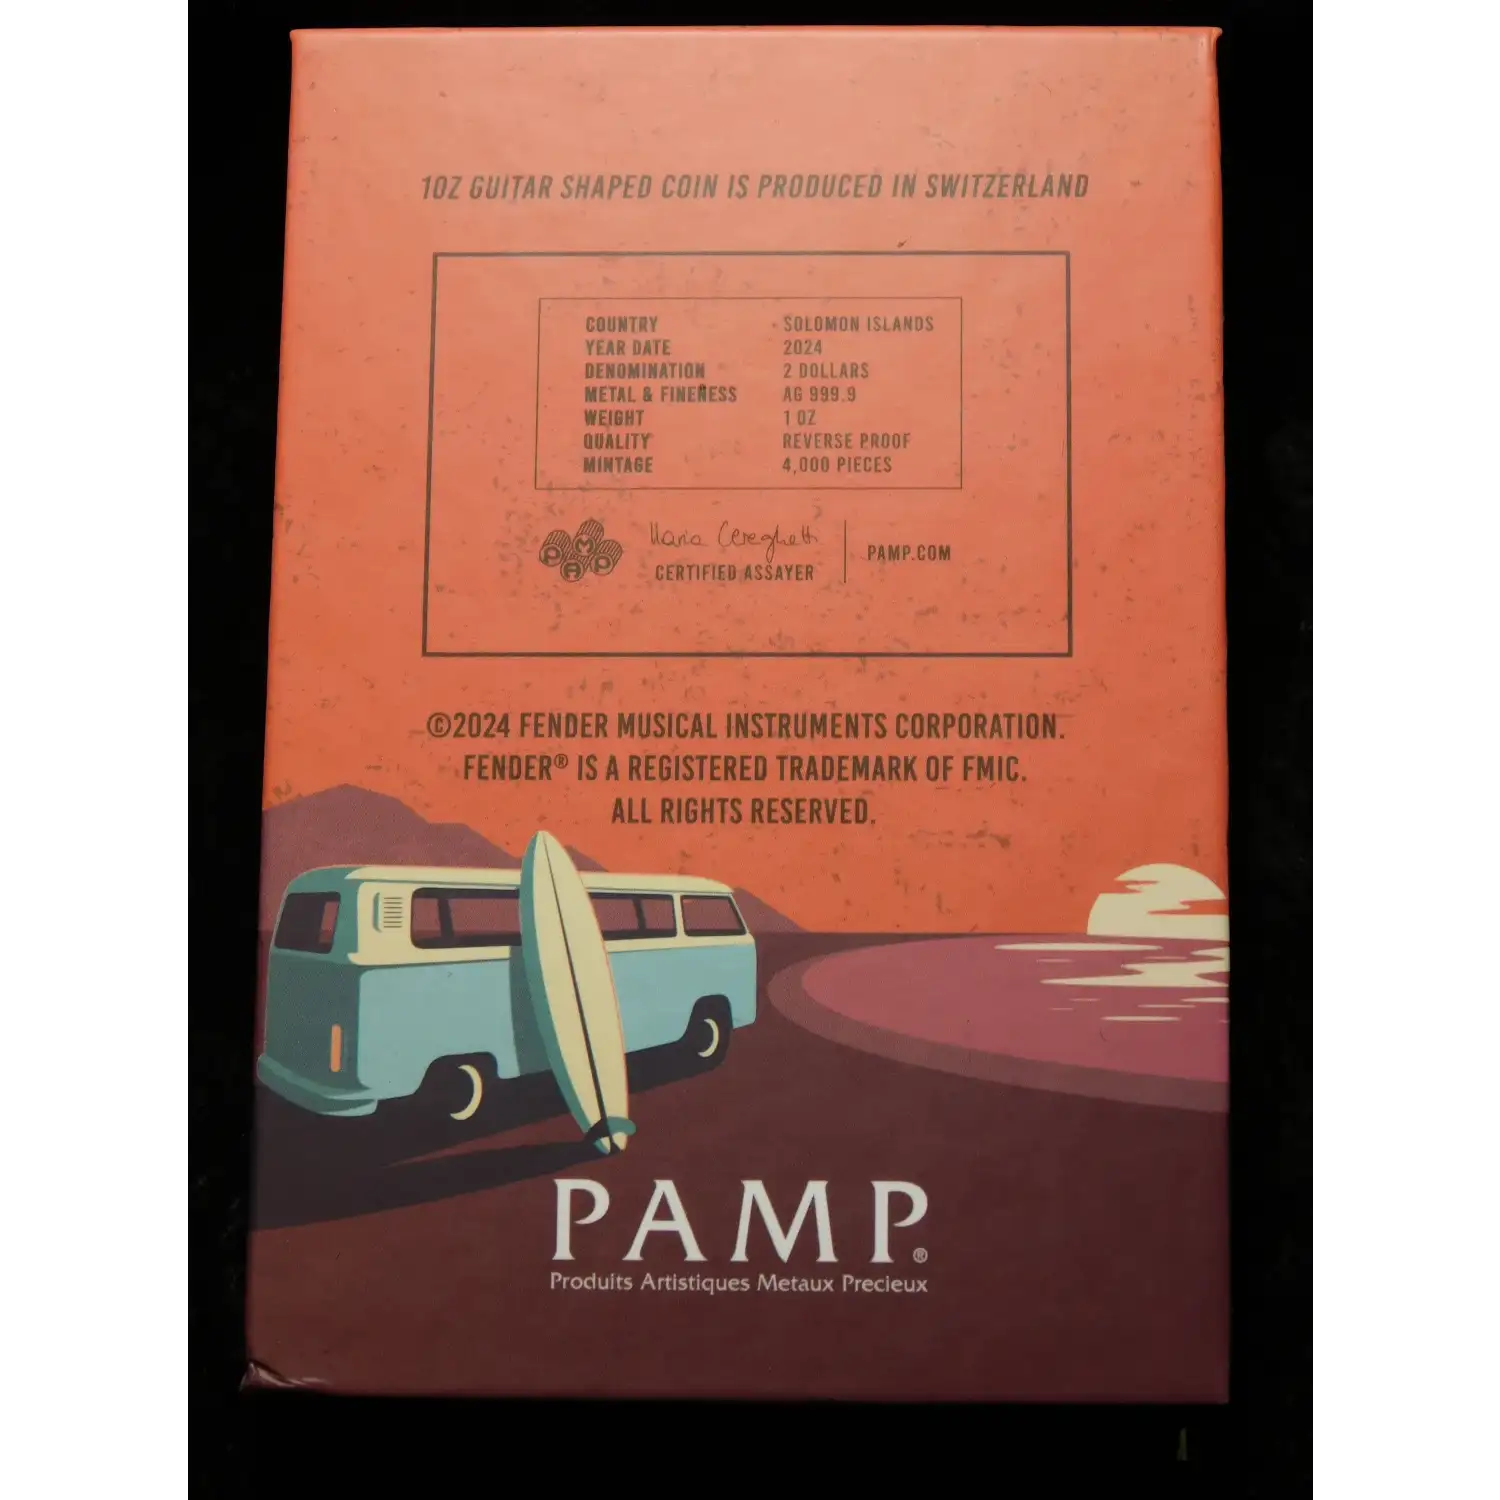 1OZ GUITAR SHAPED COIN IS PRODUCED IN SWITZERLAND
COUNTRY SOLOMON ISLANDS
YEAR DATE 2024
DENOMINATION 2 DOLLARS
METAL & FINENESS AG 999.9
WEIGHT 1 OZ
QUALITY REVERSE PROOF
MINTAGE 4,000 PIECES
PAMP
CERTIFIED ASSAYER
PAMP.COM
©2024 FENDER MUSICAL INSTRUMENTS CORPORATION.
FENDER® IS A REGISTERED TRADEMARK OF FMIC.
ALL RIGHTS RESERVED.
PAMP®
Produits Artistiques Metaux Precieux